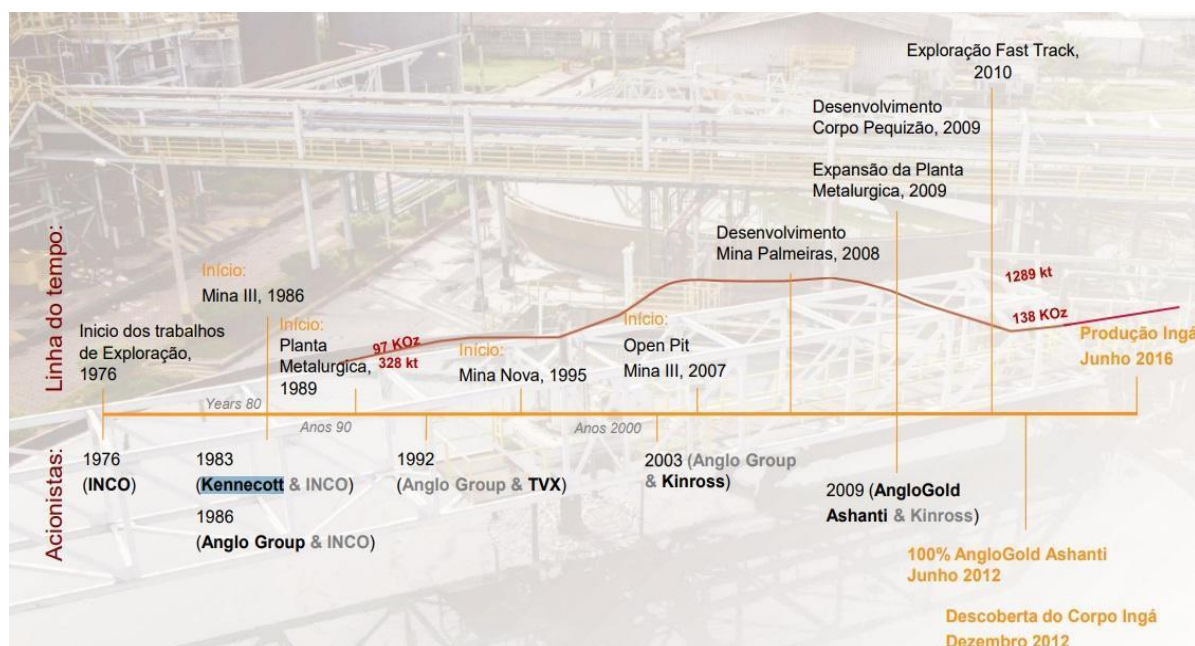 Linha do tempo:
Inicio dos trabalhos
de Exploração,
1976
Início:
Mina III, 1986
Início:
Planta
Metalurgica,
1989
97 KOz
328 kt
Início:
Mina Nova, 1995
Início:
Open Pit
Mina III, 2007
Desenvolvimento
Mina Palmeiras, 2008
Desenvolvimento
Corpo Pequizão, 2009
Expansão da Planta
Metalurgica, 2009
Exploração Fast Track,
2010
1289 kt
138 KOz
Produção Ingá
Junho 2016
Years 80
Anos 90
Anos 2000
Acionistas:
1976
(INCO)
1983
(Kennecott & INCO)
1986
(Anglo Group & INCO)
1992
(Anglo Group & TVX)
2003 (Anglo Group
& Kinross)
2009 (AngloGold
Ashanti & Kinross)
100% AngloGold Ashanti
Junho 2012
Descoberta do Corpo Ingá
Dezembro 2012